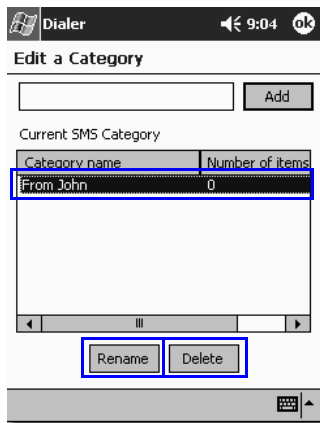 Dialer 9:04 ok
Edit a Category
Add
Current SMS Category
Category name Number of items
From John 0
Rename Delete